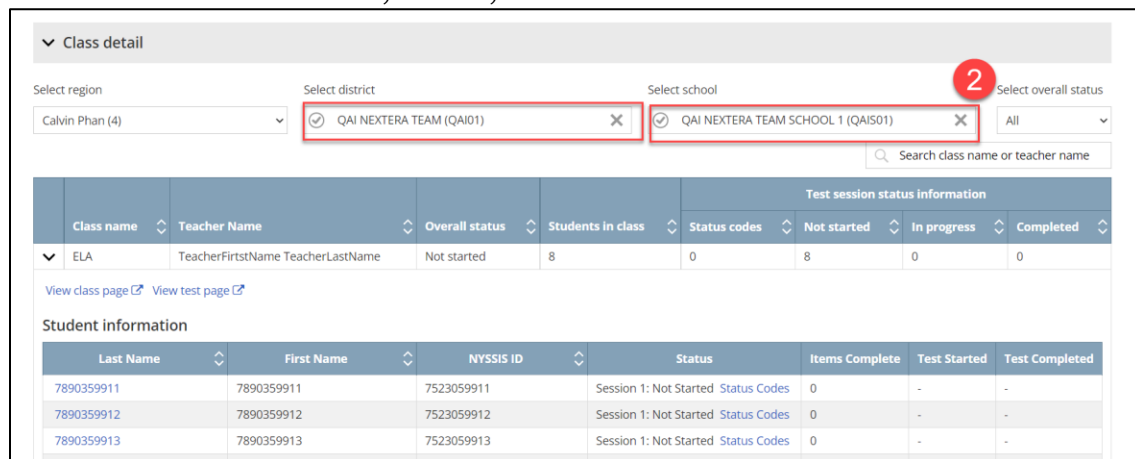 Class detail
Select region Select district Select school 2 Select overall status
Calvin Phan (4) QAI NEXTERA TEAM (QAI01) QAI NEXTERA TEAM SCHOOL 1 (QAIS01) All
Search class name or teacher name
Test session status information
Class name Teacher Name Overall status Students in class Status codes Not started In progress Completed
ELA TeacherFirtstName TeacherLastName Not started 8 0 8 0 0
View class page View test page
Student information
Last Name First Name NYSSIS ID Status Items Complete Test Started Test Completed
7890359911 7890359911 7523059911 Session 1: Not Started Status Codes 0 - -
7890359912 7890359912 7523059912 Session 1: Not Started Status Codes 0 - -
7890359913 7890359913 7523059913 Session 1: Not Started Status Codes 0 - -